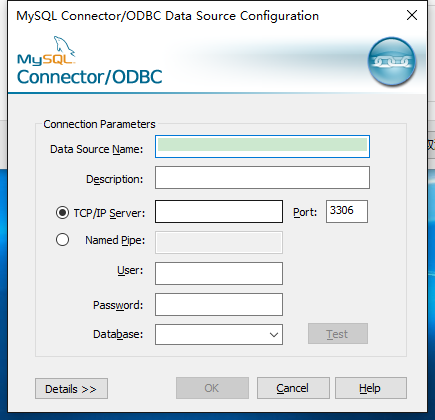 MySQL Connector/ODBC Data Source Configuration
MySQL
Connector/ODBC
Connection Parameters
Data Source Name:
Description:
TCP/IP Server:
Port: 3306
Named Pipe:
User:
Password:
Database:
Test
Details >>
OK
Cancel
Help